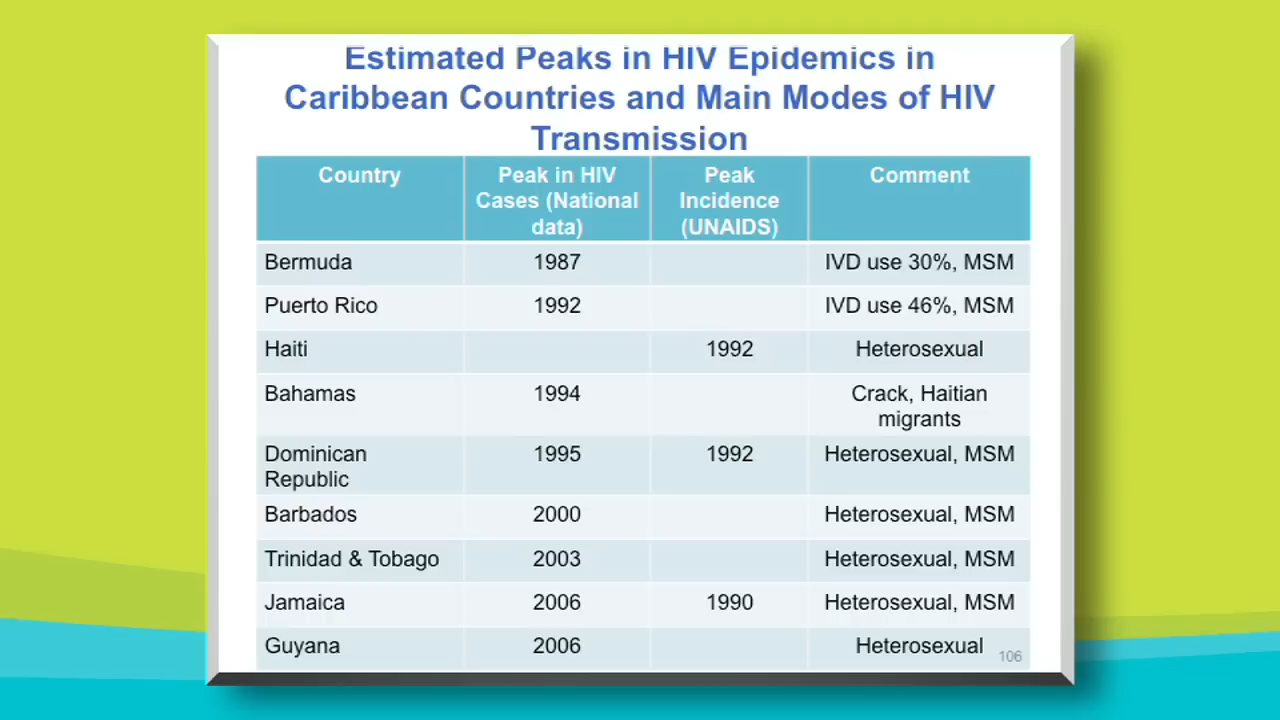 Estimated Peaks in HIV Epidemics in
Caribbean Countries and Main Modes of HIV
Transmission
Country Peak in HIV Cases (National data) Peak Incidence (UNAIDS) Comment
Bermuda 1987 IVD use 30%, MSM
Puerto Rico 1992 IVD use 46%, MSM
Haiti 1992 Heterosexual
Bahamas 1994 Crack, Haitian migrants
Dominican Republic 1995 1992 Heterosexual, MSM
Barbados 2000 Heterosexual, MSM
Trinidad & Tobago 2003 Heterosexual, MSM
Jamaica 2006 1990 Heterosexual, MSM
Guyana 2006 Heterosexual
106